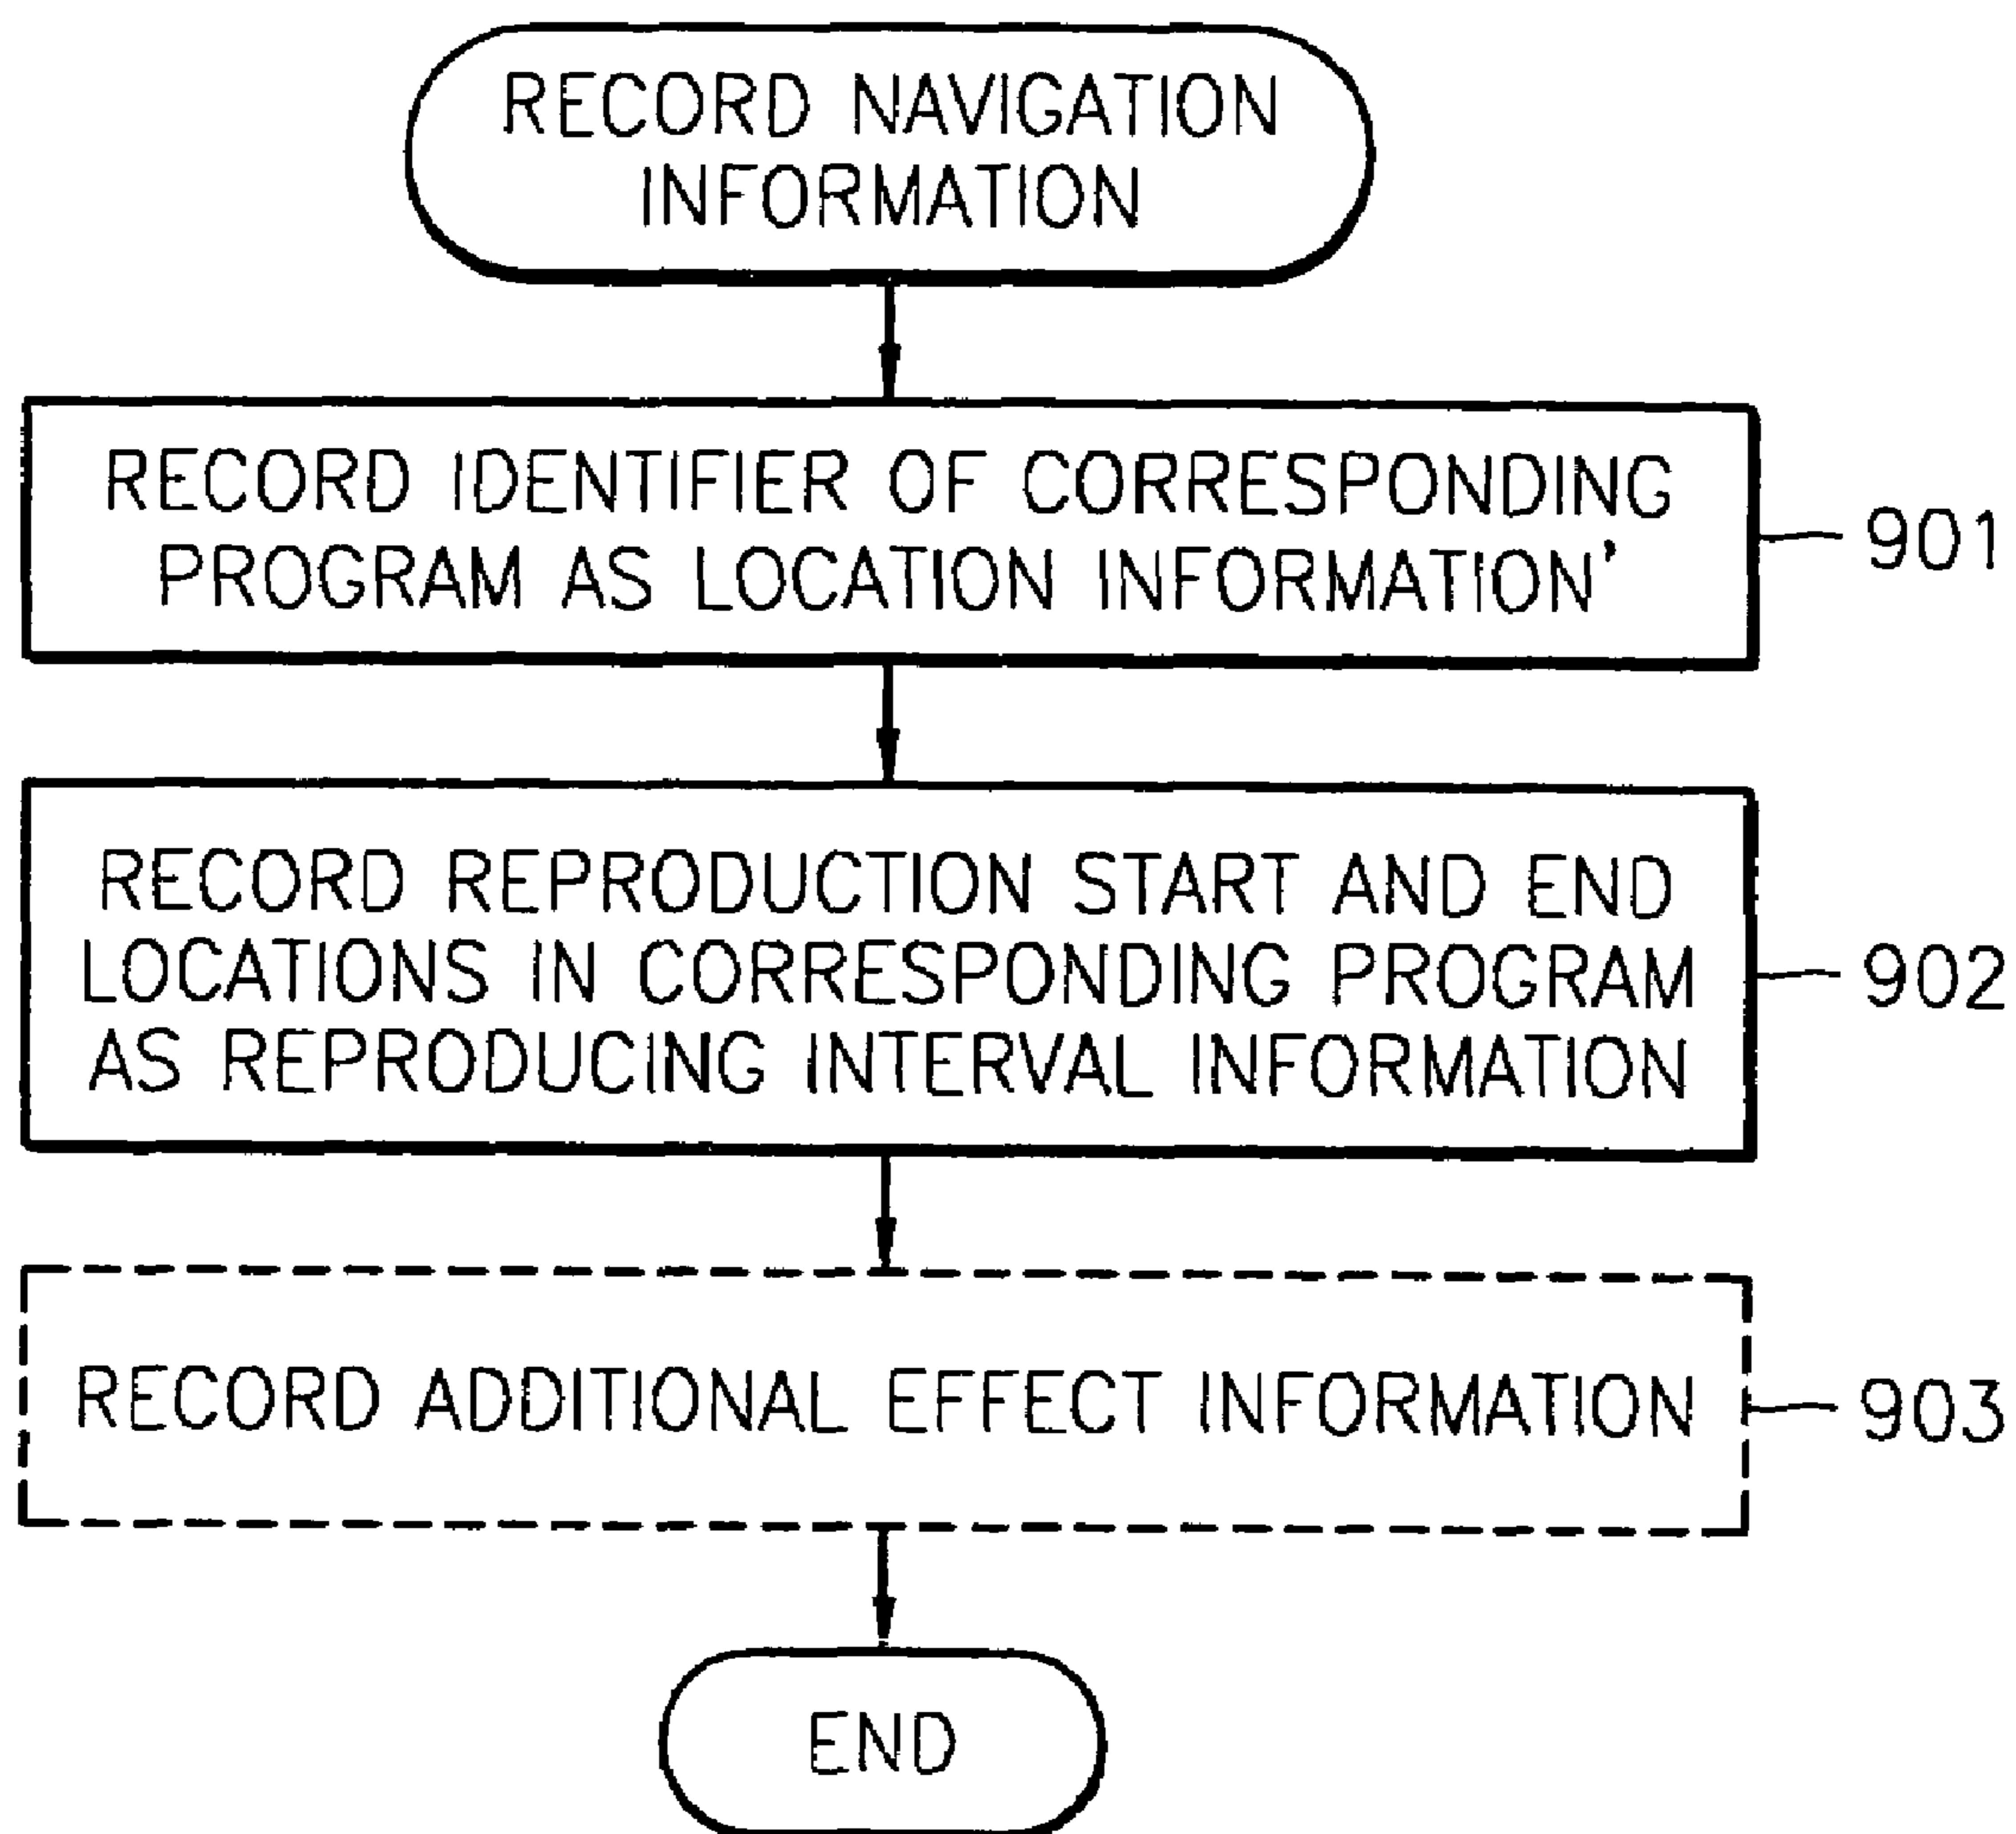 RECORD NAVIGATION
INFORMATION
RECORD IDENTIFIER OF CORRESPONDING
PROGRAM AS LOCATION INFORMATION'
901
RECORD REPRODUCTION START AND END
LOCATIONS IN CORRESPONDING PROGRAM
AS REPRODUCING INTERVAL INFORMATION
902
RECORD ADDITIONAL EFFECT INFORMATION
903
END